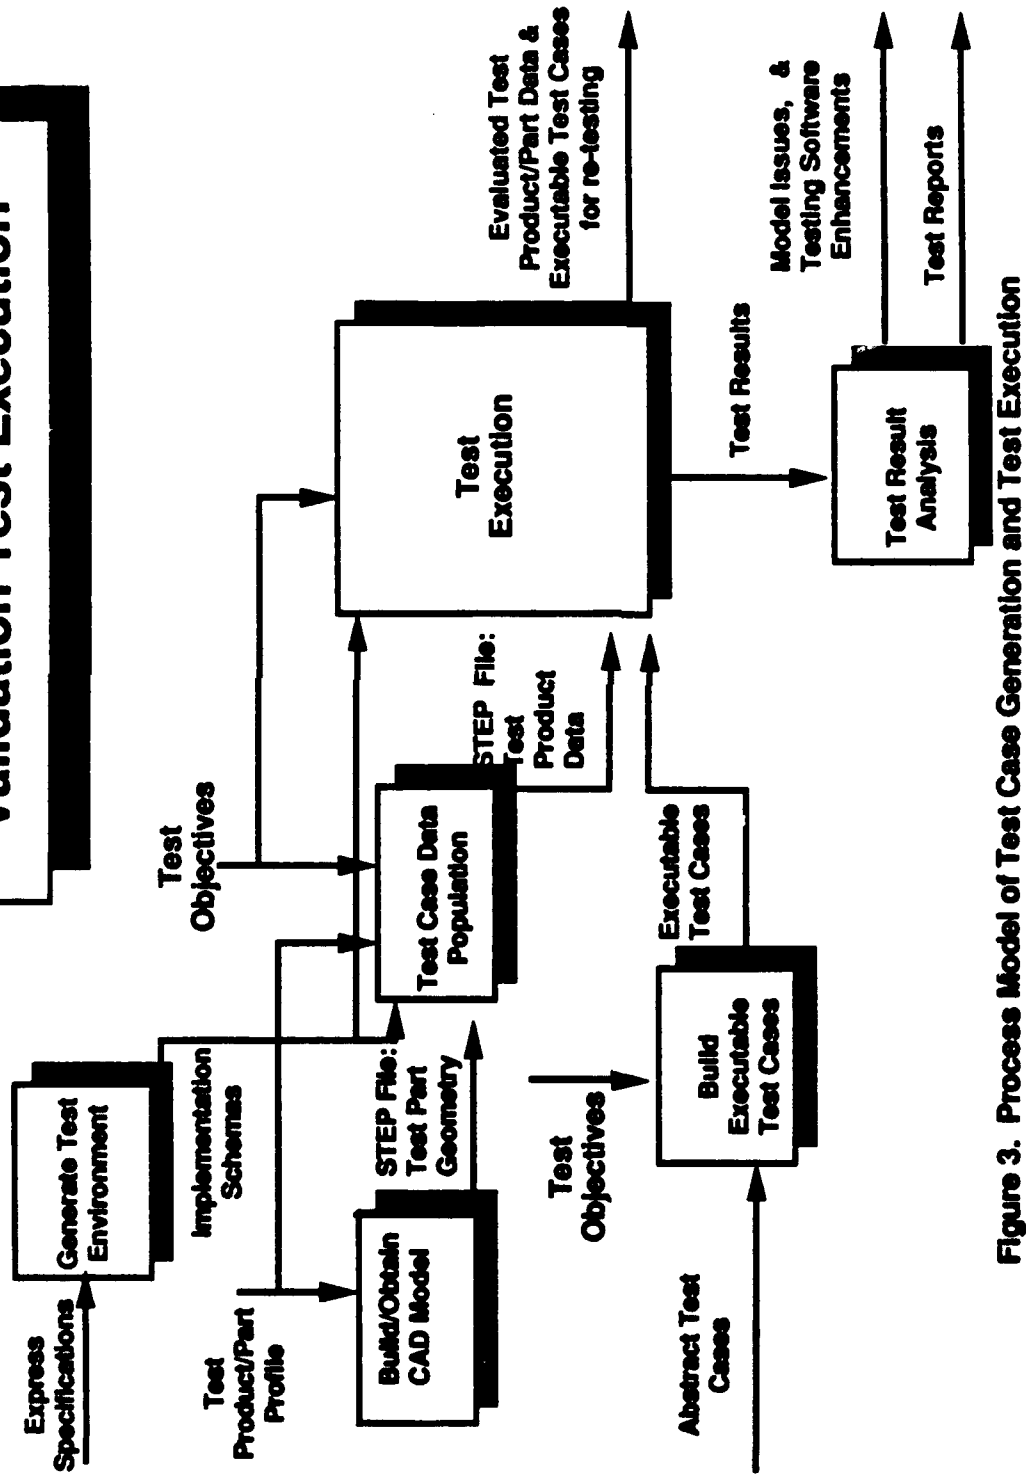 Validation Test Execution
Express
Specifications
Generate Test
Environment
Implementation
Schemas
Test
Product/Part
Profile
Build/Obtain
CAD Model
STEP File:
Test Part
Geometry
Test
Objectives
Test Case Data
Population
STEP File:
Test
Product
Data
Test
Execution
Evaluated Test
Product/Part Data &
Executable Test Cases
for re-testing
Abstract Test
Cases
Test
Objectives
Build
Executable
Test Cases
Executable
Test Cases
Test Results
Test Result
Analysis
Model Issues, &
Testing Software
Enhancements
Test Reports
Figure 3. Process Model of Test Case Generation and Test Execution